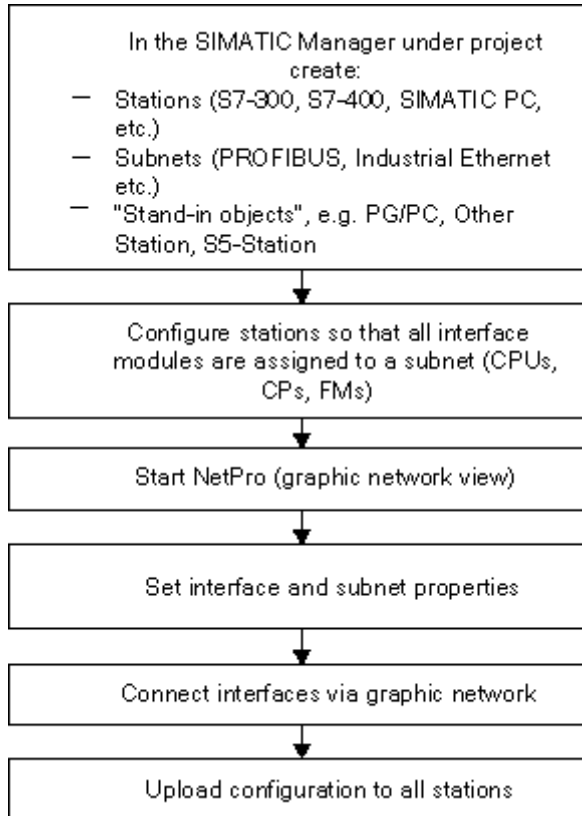 In the SIMATIC Manager under project
create:
— Stations (S7-300, S7-400, SIMATIC PC,
etc.)
— Subnets (PROFIBUS, Industrial Ethernet
etc.)
— "Stand-in objects", e.g. PG/PC, Other
Station, S5-Station
Configure stations so that all interface
modules are assigned to a subnet (CPUs,
CPs, FMs)
Start NetPro (graphic network view)
Set interface and subnet properties
Connect interfaces via graphic network
Upload configuration to all stations